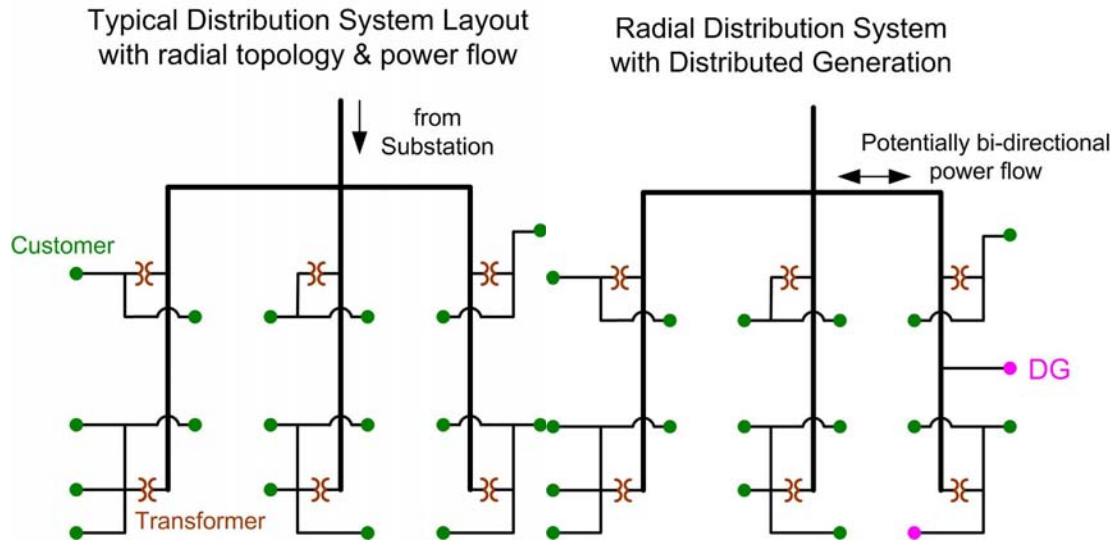 Typical Distribution System Layout
with radial topology & power flow
from
Substation
Customer
Transformer
Radial Distribution System
with Distributed Generation
Potentially bi-directional
power flow
DG